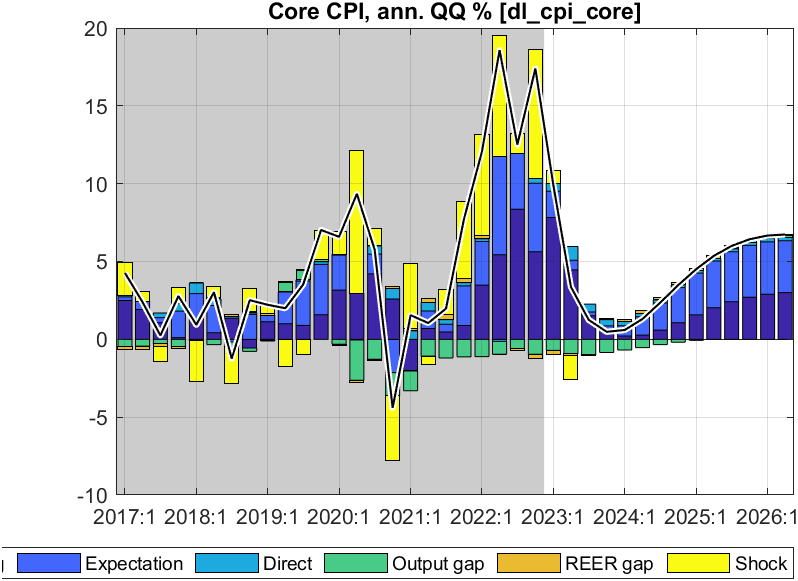 Core CPI, ann. QQ % [dl_cpi_core]
20
15
10
5
0
-5
-10
2017:1 2018:1 2019:1 2020:1 2021:1 2022:1 2023:1 2024:1 2025:1 2026:1
Expectation Direct Output gap REER gap Shock